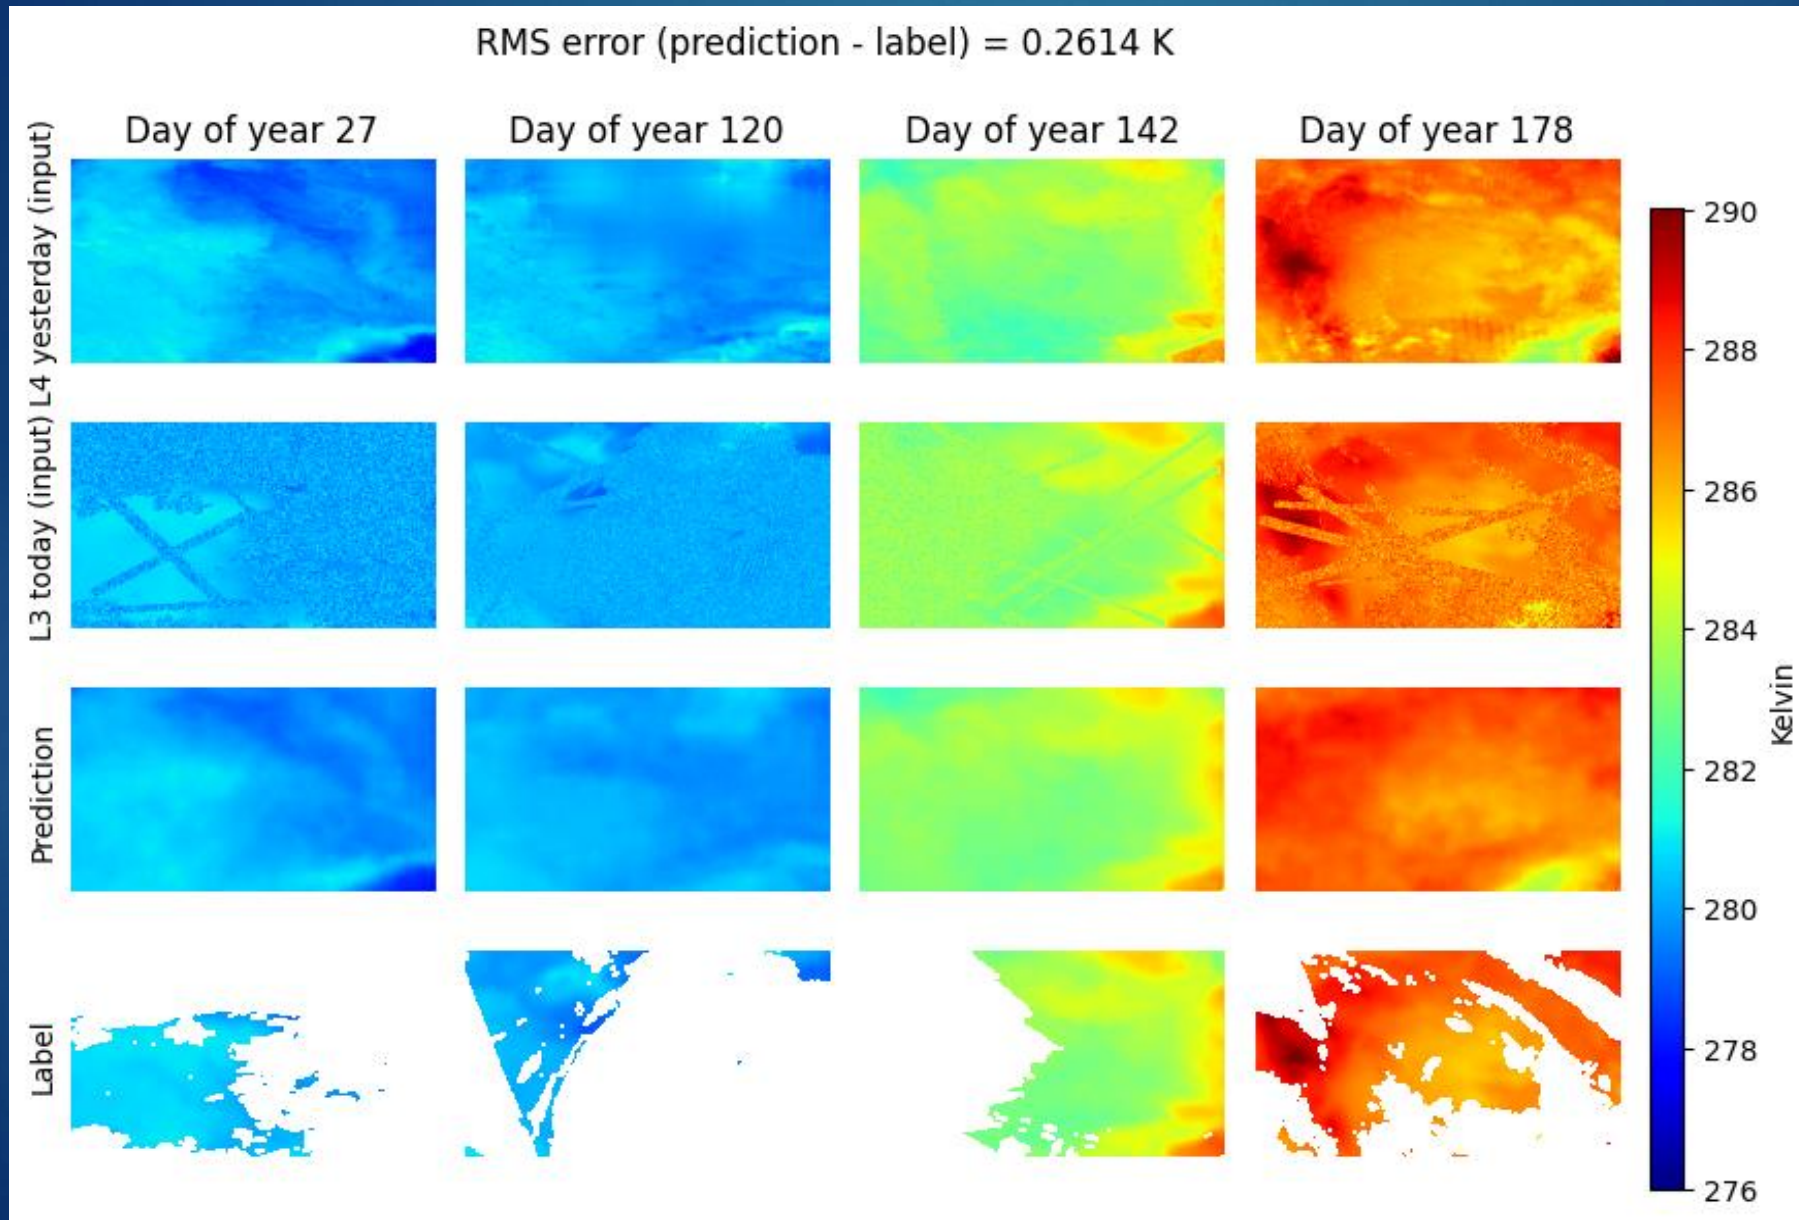 RMS error (prediction - label) = 0.2614 K
Day of year 27
Day of year 120
Day of year 142
Day of year 178
L4 yesterday (input)
L3 today (input)
Prediction
Label
290
288
286
284
282
280
278
276
Kelvin